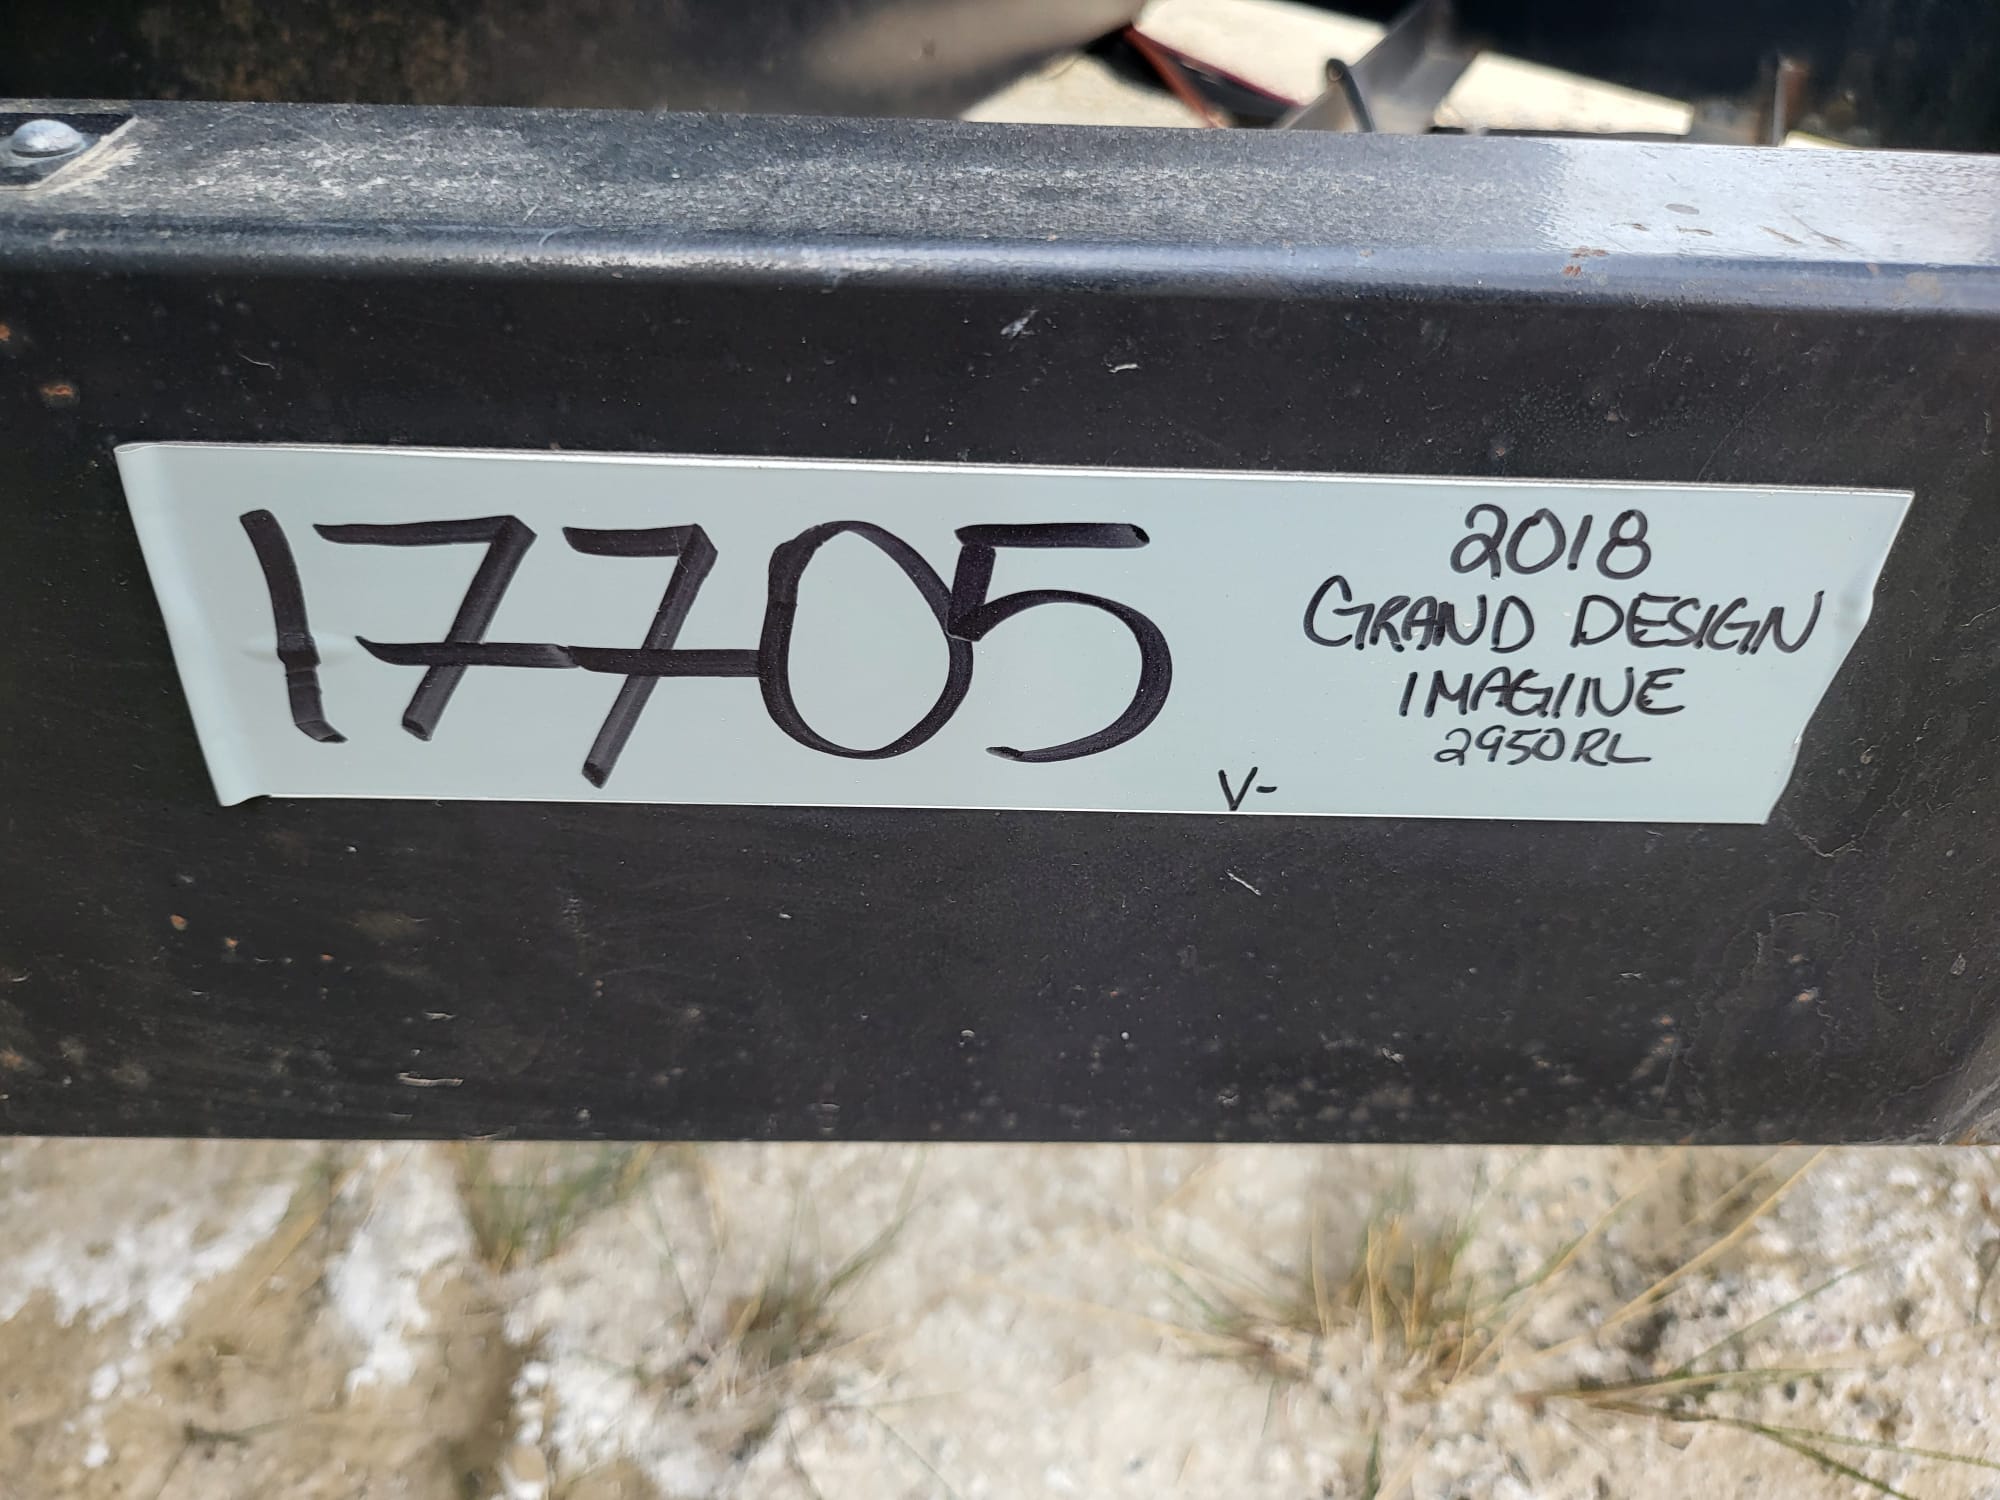 17705
2018
GRAND DESIGN
IMAGINE
2950RL
V-